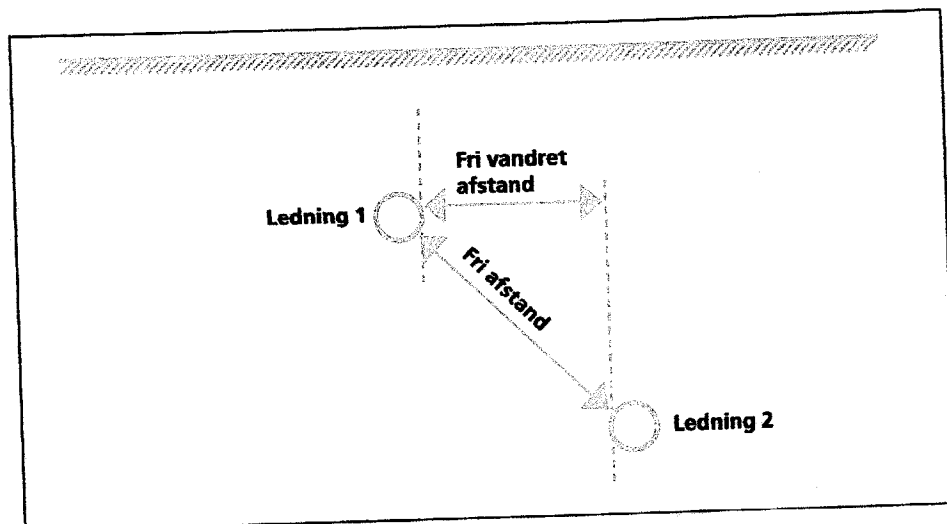 Fri vandret
afstand
Ledning 1
Fri afstand
Ledning 2